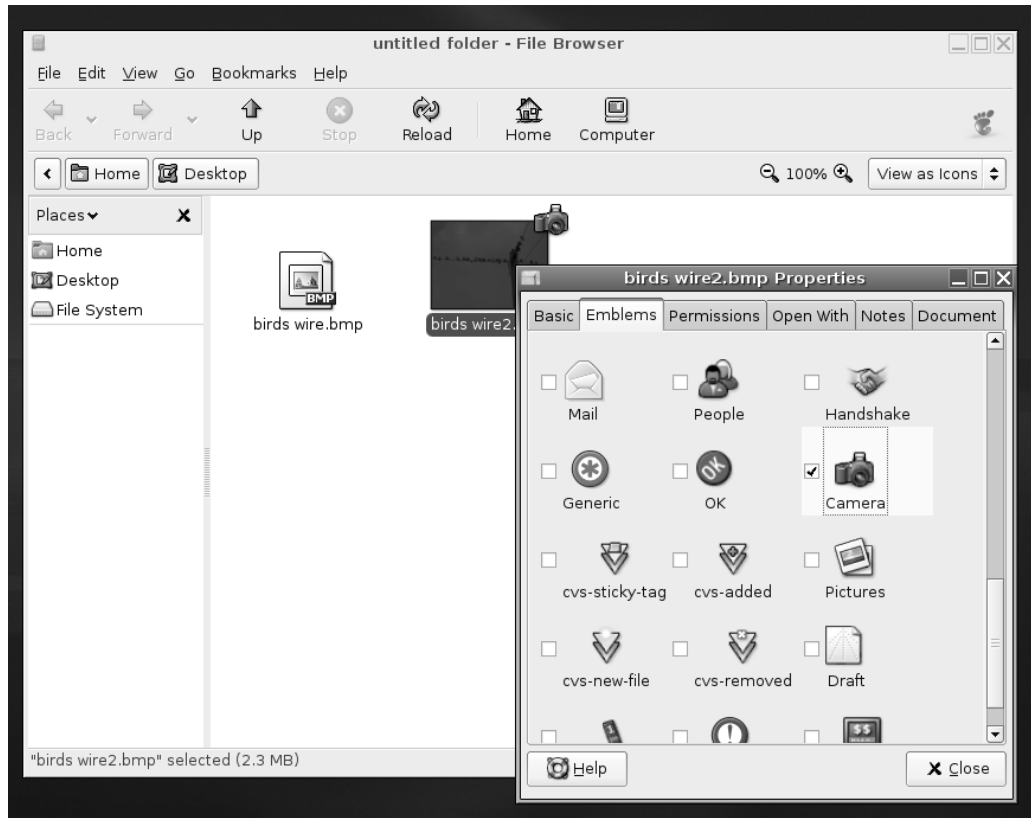 untitled folder - File Browser
File Edit View Go Bookmarks Help
Back Forward Up Stop Reload Home Computer
Home Desktop 100% View as Icons
Places
Home
Desktop
File System
BMP
birds wire.bmp
birds wire2.
birds wire2.bmp Properties
Basic Emblems Permissions Open With Notes Document
Mail People Handshake
OK
Generic OK Camera
cvs-sticky-tag cvs-added Pictures
cvs-new-file cvs-removed Draft
$$
"birds wire2.bmp" selected (2.3 MB)
Help Close